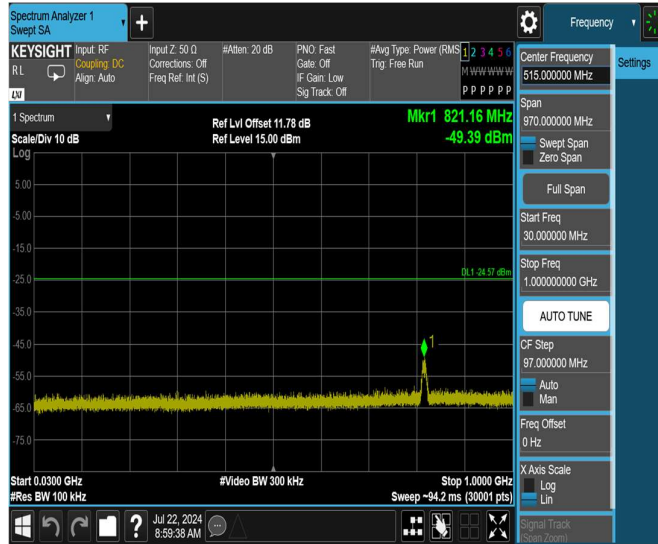 Spectrum Analyzer 1
Swept SA
Frequency
KEYSIGHT
R L
LXI
Input: RF
Coupling: DC
Align: Auto
Input Z: 50 Ω
Corrections: Off
Freq Ref: Int (S)
#Atten: 20 dB
PNO: Fast
Gate: Off
IF Gain: Low
Sig Track: Off
#Avg Type: Power (RMS
Trig: Free Run
1 2 3 4 5 6
M W W W W W
P P P P P P
Center Frequency
515.000000 MHz
Settings
Span
970.000000 MHz
Swept Span
Zero Span
Full Span
Start Freq
30.000000 MHz
Stop Freq
1.000000000 GHz
AUTO TUNE
CF Step
97.000000 MHz
Auto
Man
Freq Offset
0 Hz
X Axis Scale
Log
Lin
Signal Track
(Span Zoom)
1 Spectrum
Scale/Div 10 dB
Log
Ref Lvl Offset 11.78 dB
Ref Level 15.00 dBm
Mkr1 821.16 MHz
-49.39 dBm
5.00
-5.00
-15.0
DL1 -24.57 dBm
-25.0
-35.0
1
-45.0
-55.0
-65.0
-75.0
Start 0.0300 GHz
#Res BW 100 kHz
#Video BW 300 kHz
Stop 1.0000 GHz
Sweep ~94.2 ms (30001 pts)
?
Jul 22, 2024
8:59:38 AM